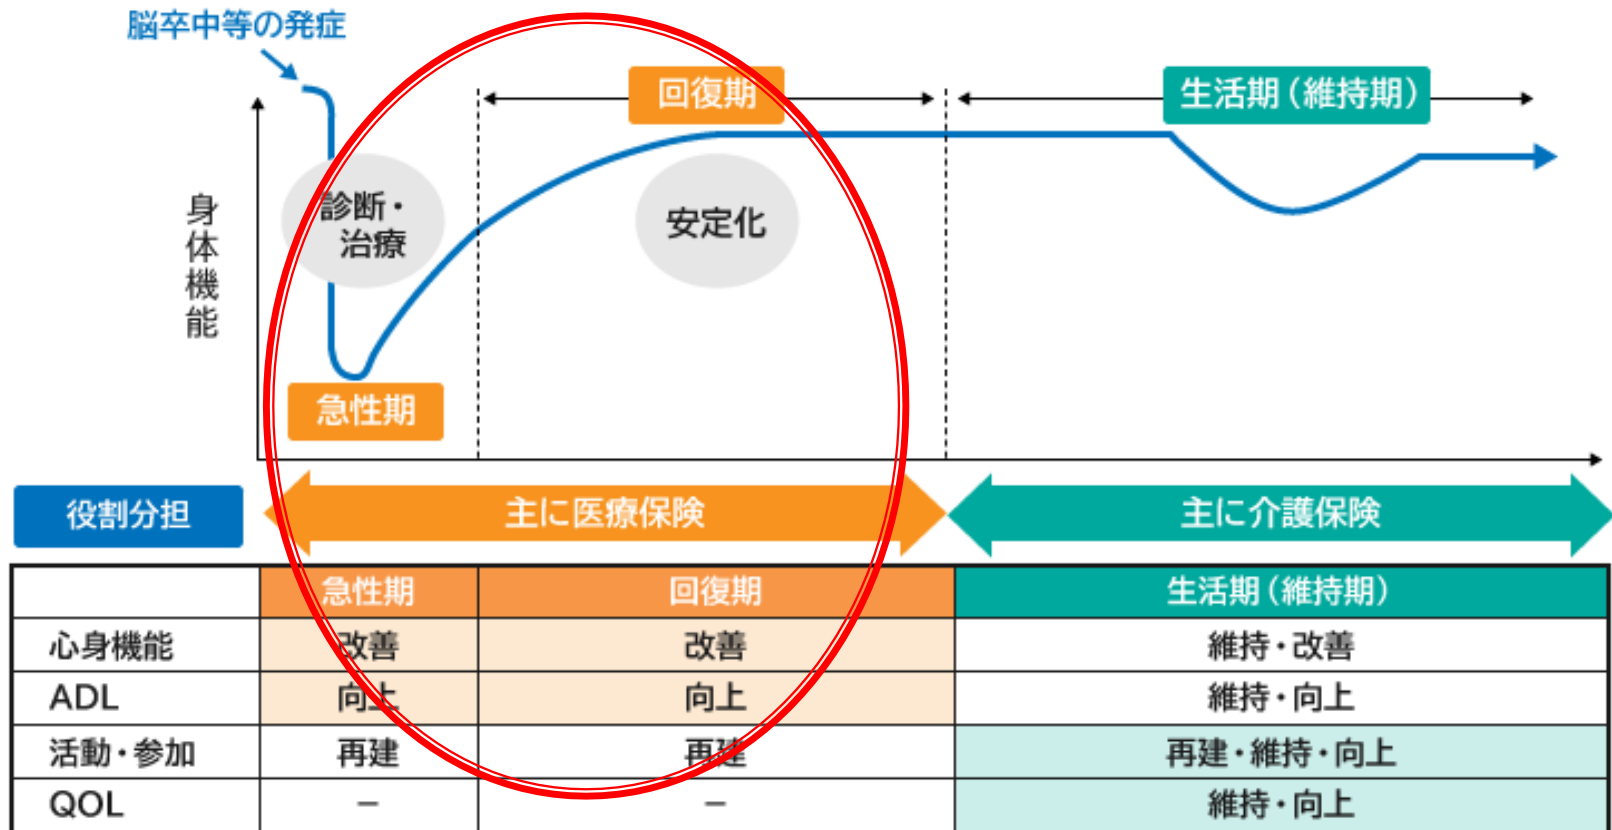 脳卒中等の発症
回復期
生活期（維持期）
身体機能
診断・
治療
安定化
急性期
役割分担
主に医療保険
主に介護保険
急性期 回復期 生活期（維持期）
心身機能 改善 改善 維持・改善
ADL 向上 向上 維持・向上
活動・参加 再建 再建 再建・維持・向上
QOL － － 維持・向上